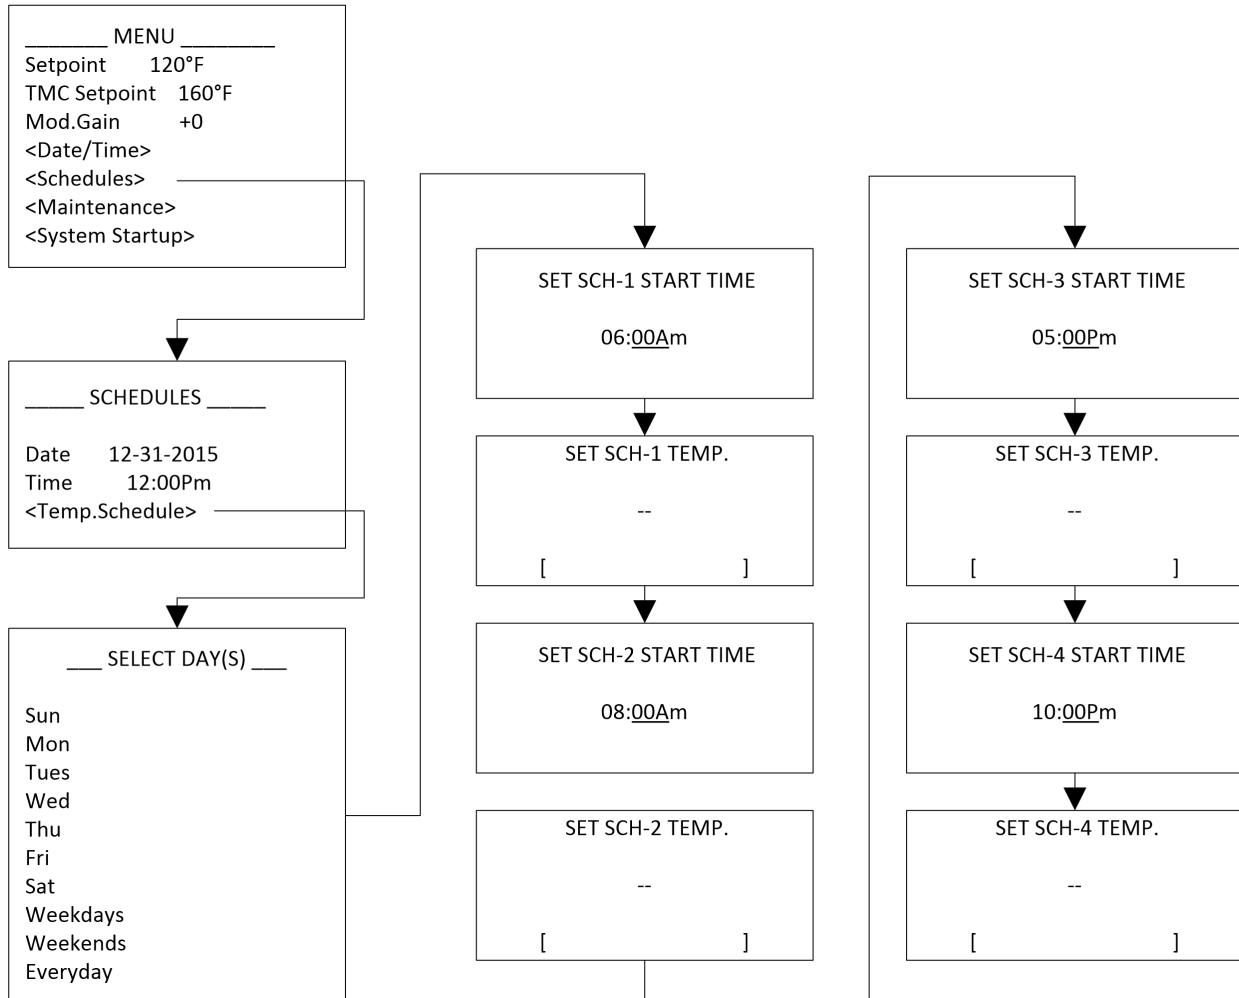 _______ MENU ________
Setpoint 120°F
TMC Setpoint 160°F
Mod.Gain +0
<Date/Time>
<Schedules>
<Maintenance>
<System Startup>
_____ SCHEDULES _____
Date 12-31-2015
Time 12:00Pm
<Temp.Schedule>
___ SELECT DAY(S) ___
Sun
Mon
Tues
Wed
Thu
Fri
Sat
Weekdays
Weekends
Everyday
SET SCH-1 START TIME
06:00Am
SET SCH-1 TEMP.
--
[ ]
SET SCH-2 START TIME
08:00Am
SET SCH-2 TEMP.
--
[ ]
SET SCH-3 START TIME
05:00Pm
SET SCH-3 TEMP.
--
[ ]
SET SCH-4 START TIME
10:00Pm
SET SCH-4 TEMP.
--
[ ]